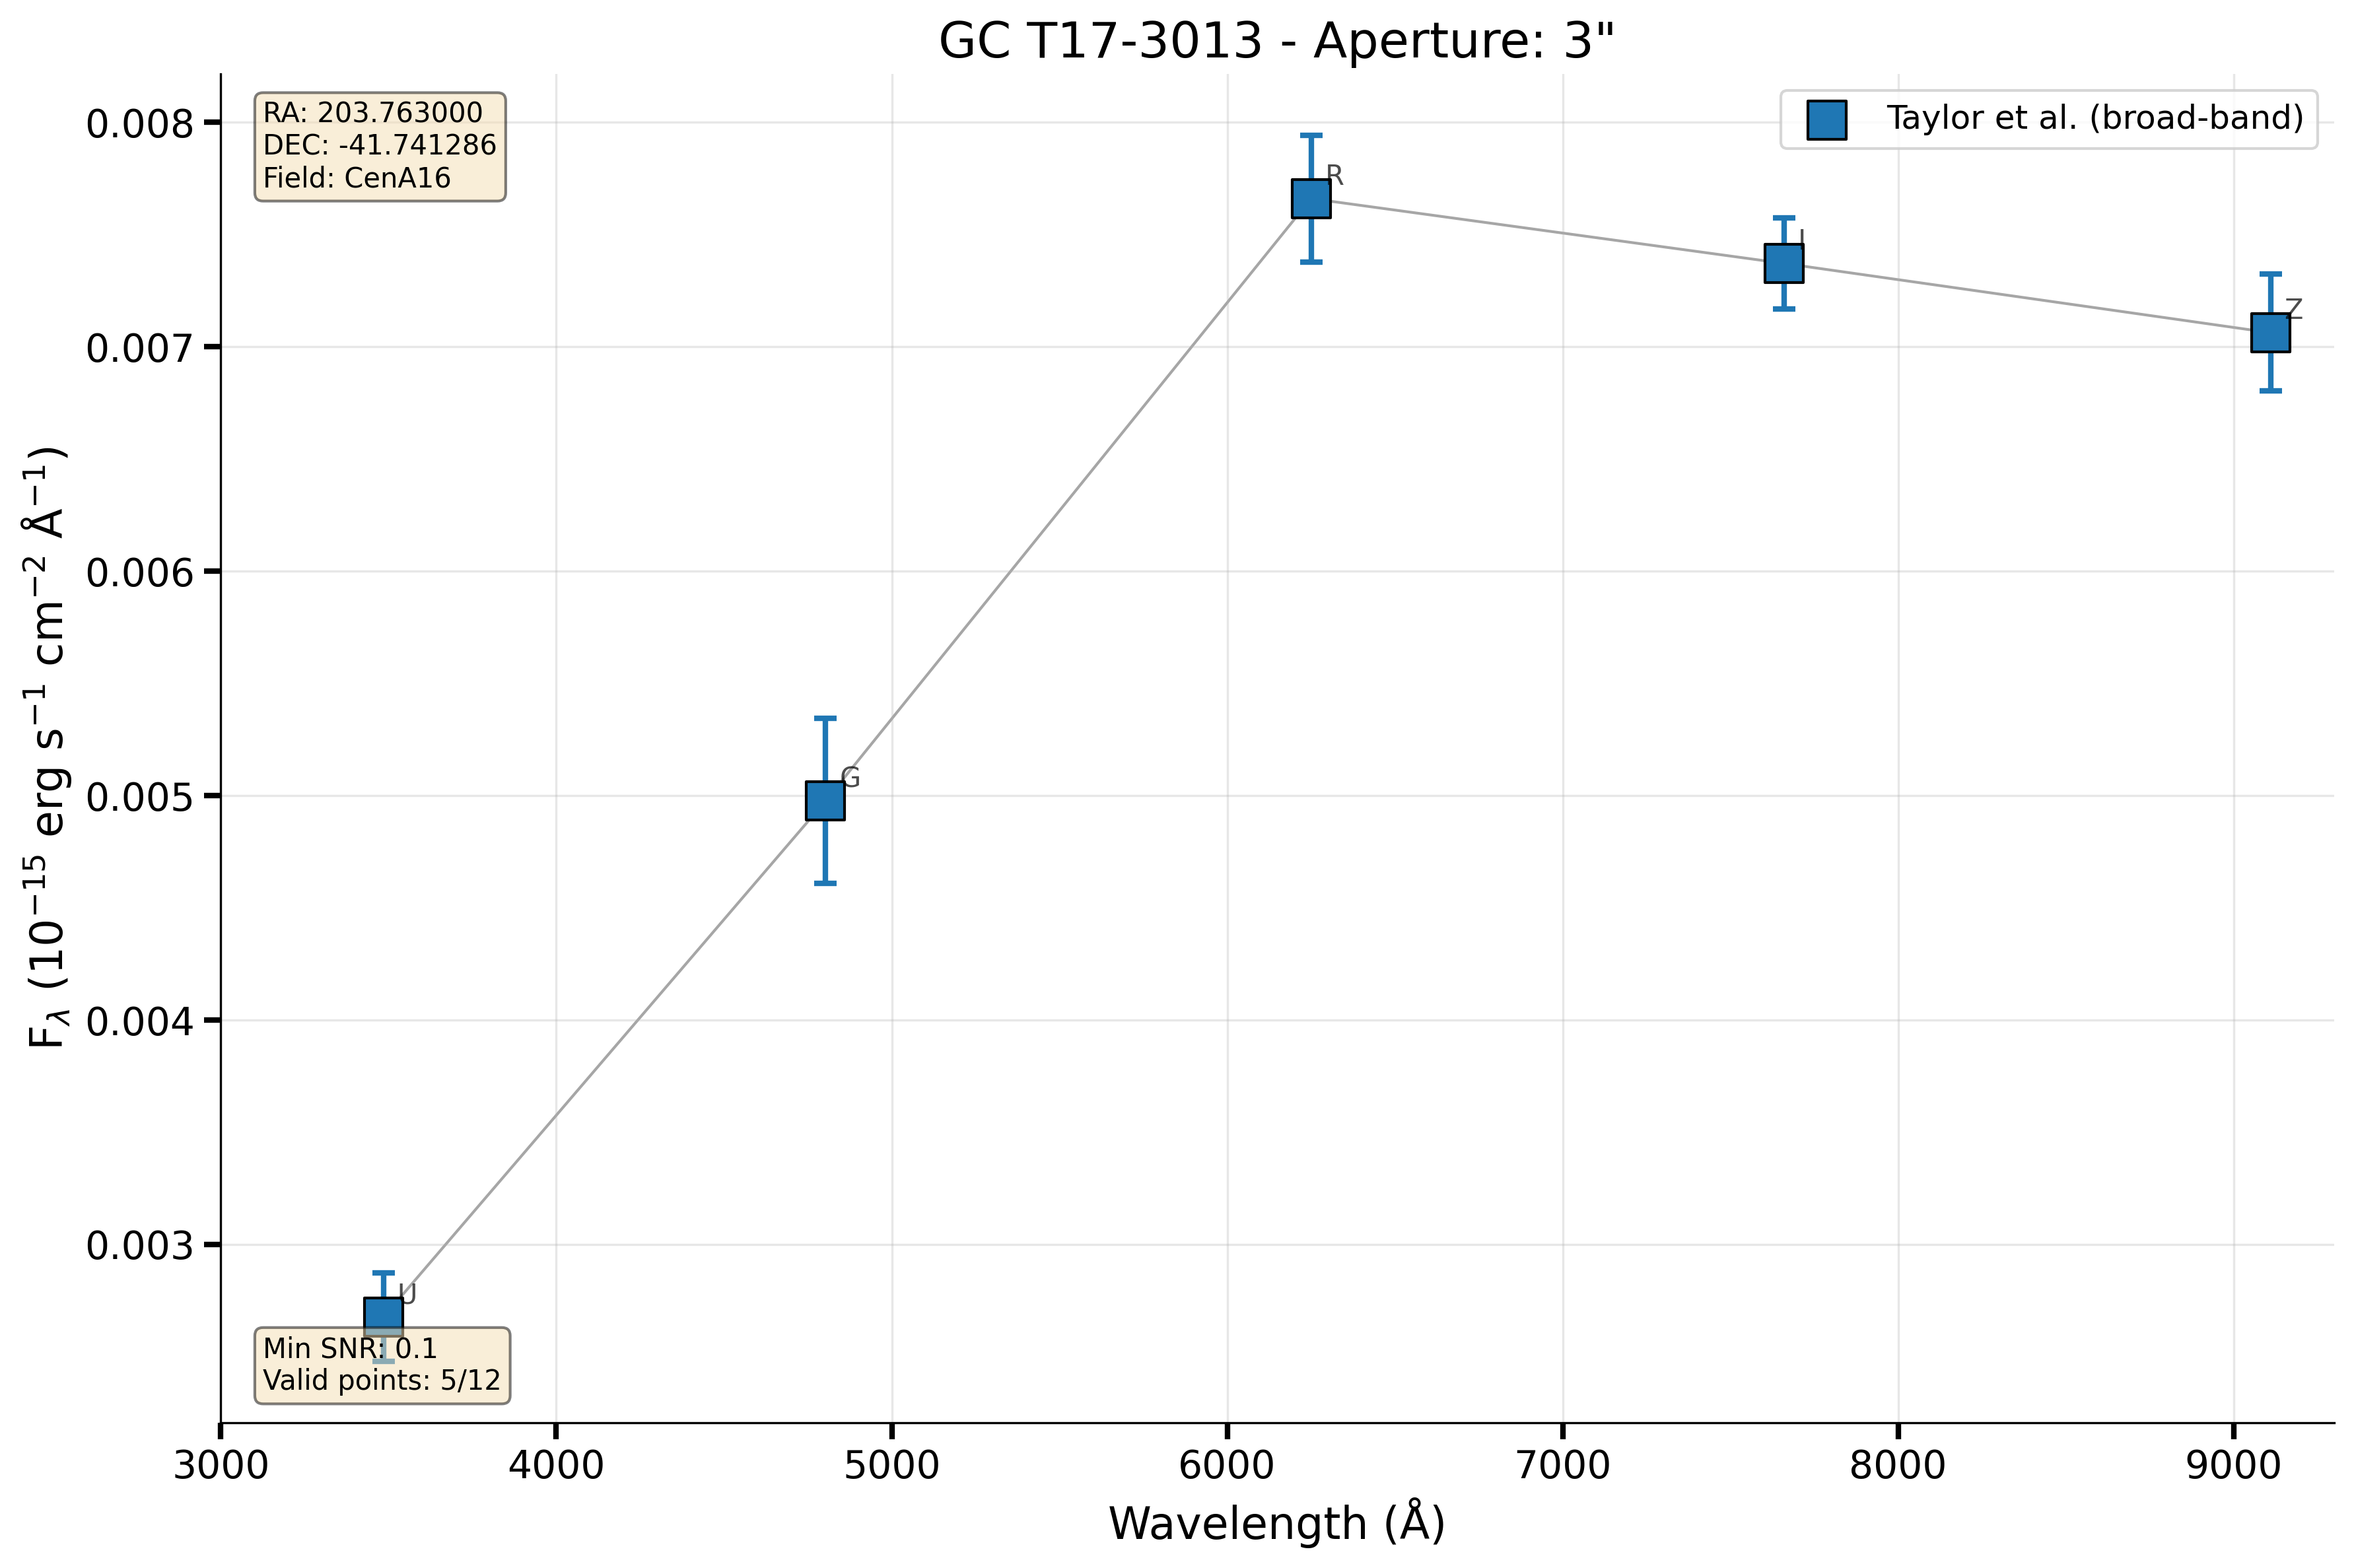 GC T17-3013 - Aperture: 3"
RA: 203.763000
DEC: -41.741286
Field: CenA16
Taylor et al. (broad-band)
F_λ (10⁻¹⁵ erg s⁻¹ cm⁻² Å⁻¹)
0.008
0.007
0.006
0.005
0.004
0.003
R
I
Z
G
U
Min SNR: 0.1
Valid points: 5/12
3000 4000 5000 6000 7000 8000 9000
Wavelength (Å)